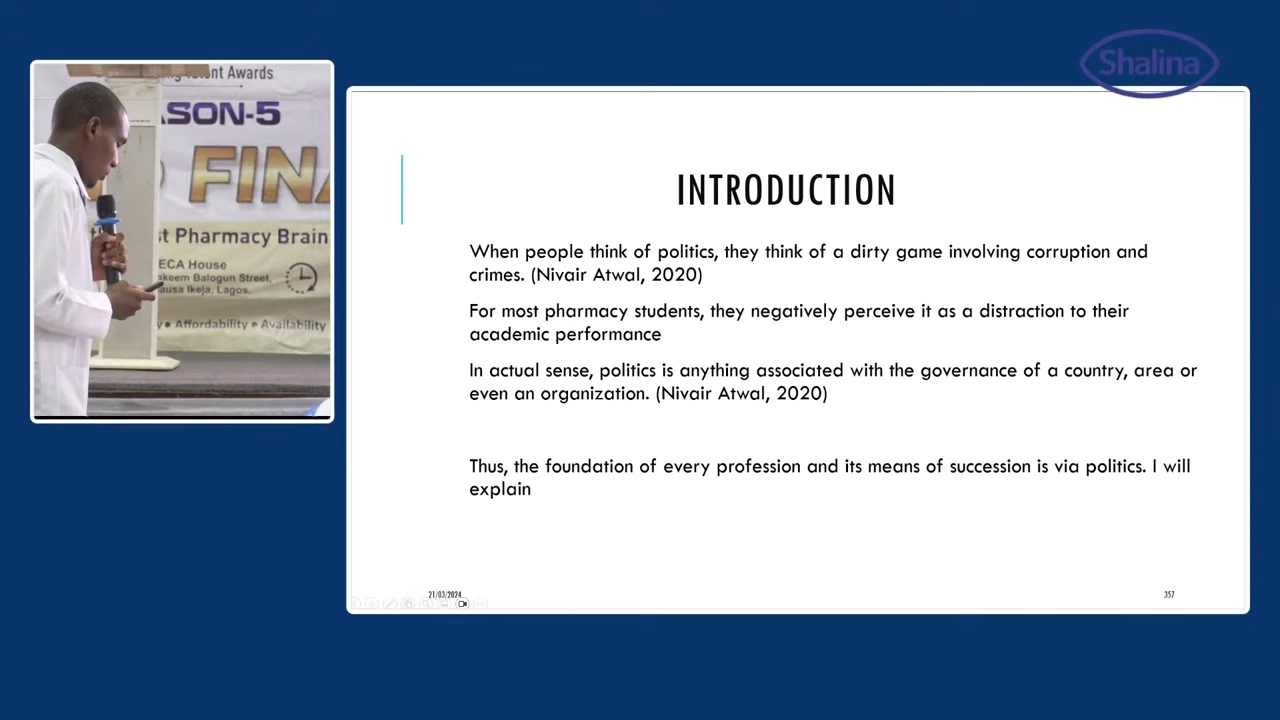 Shalina
Talent Awards
ASON-5
FINA
st Pharmacy Brain
ECA House
akeem Balogun Street,
ausa Ikeja, Lagos.
Affordability • Availability
INTRODUCTION
When people think of politics, they think of a dirty game involving corruption and
crimes. (Nivair Atwal, 2020)
For most pharmacy students, they negatively perceive it as a distraction to their
academic performance
In actual sense, politics is anything associated with the governance of a country, area or
even an organization. (Nivair Atwal, 2020)
Thus, the foundation of every profession and its means of succession is via politics. I will
explain
21/03/2024
357